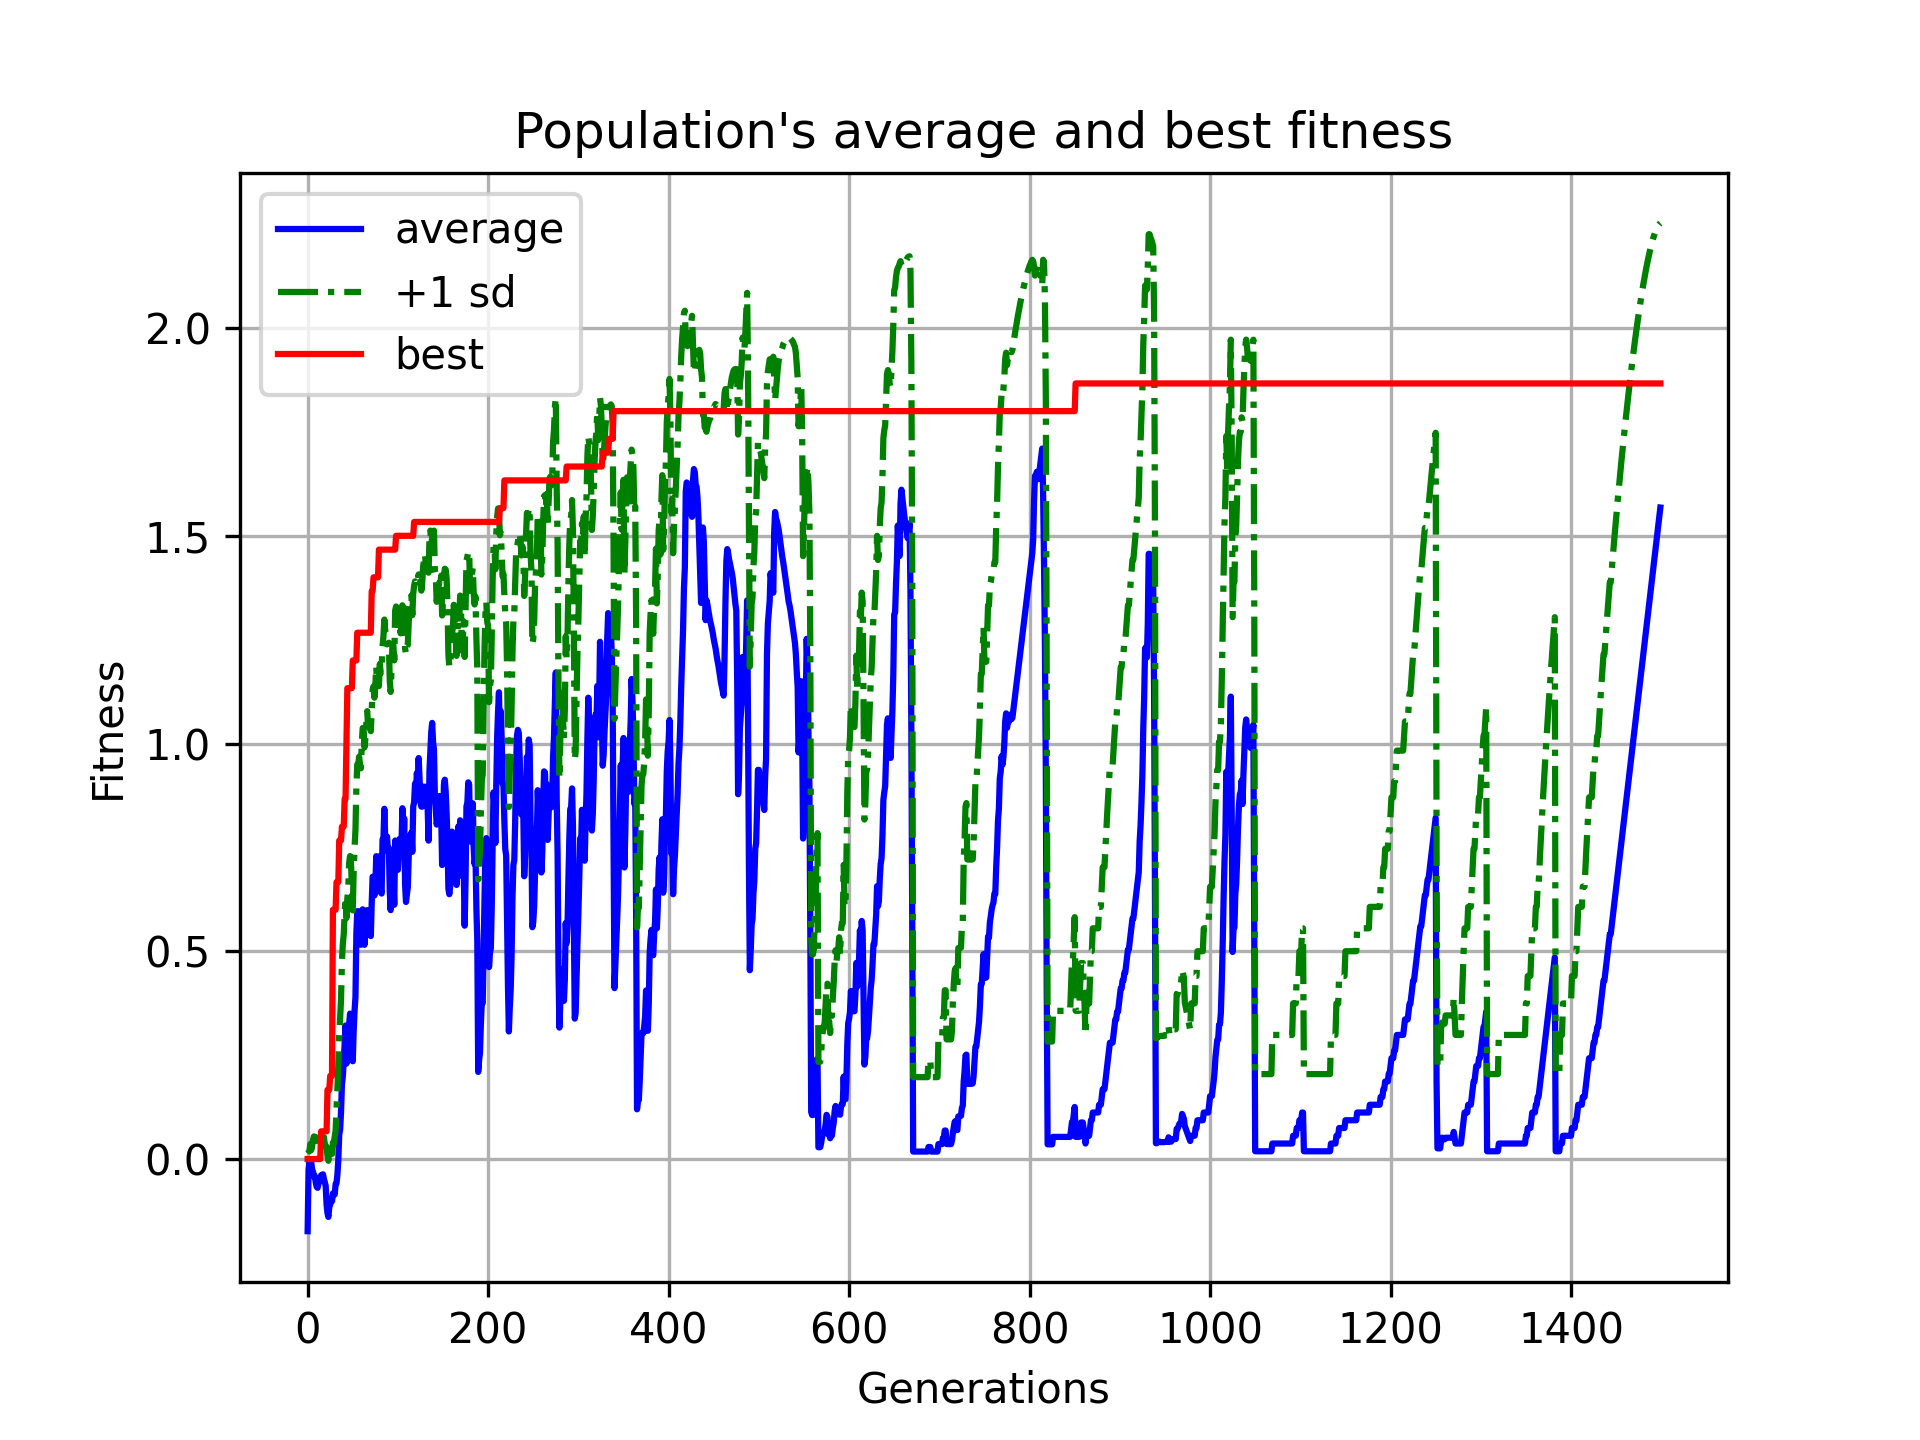 Population's average and best fitness
average
+1 sd
best
Fitness
2.0
1.5
1.0
0.5
0.0
0 200 400 600 800 1000 1200 1400
Generations